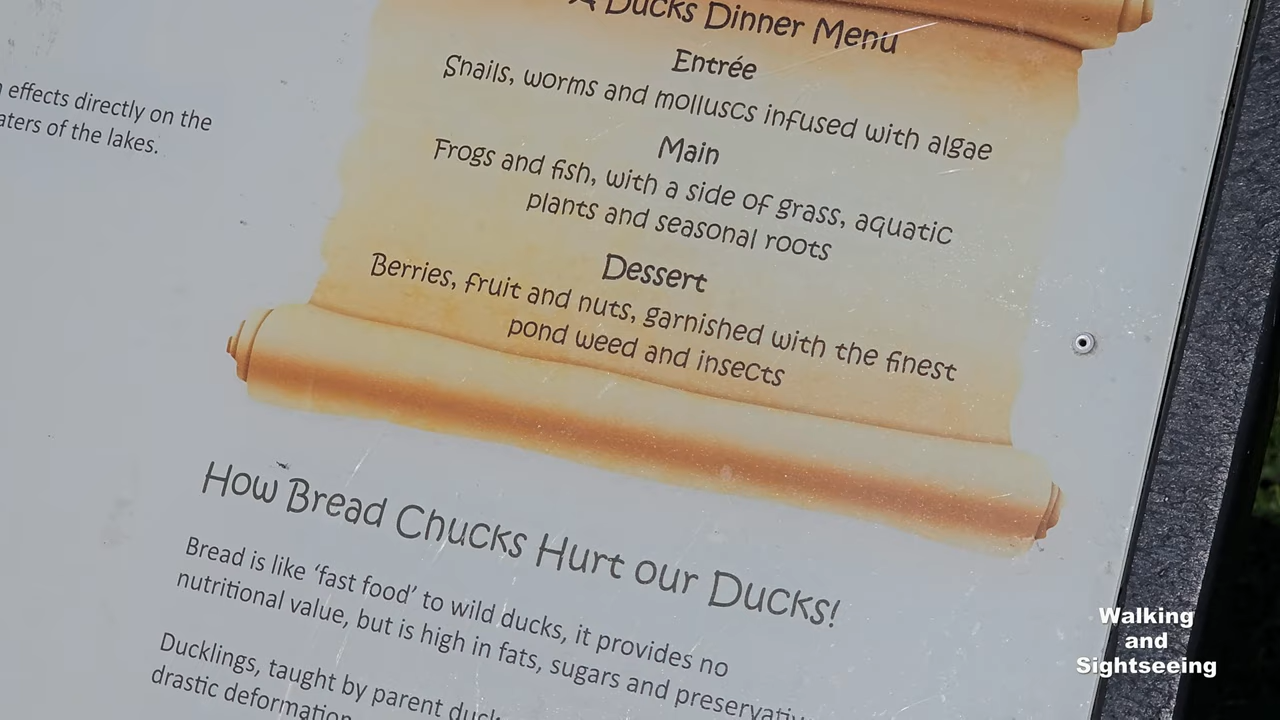 effects directly on the
of the lakes.
A Ducks Dinner Menu
Entrée
Snails, worms and molluscs infused with algae
Main
Frogs and fish, with a side of grass, aquatic
plants and seasonal roots
Dessert
Berries, fruit and nuts, garnished with the finest
pond weed and insects
How Bread Chucks Hurt our Ducks!
Bread is like ‘fast food’ to wild ducks, it provides no
nutritional value, but is high in fats, sugars and
Ducklings, taught by parent
drastic
Walking
and
Sightseeing